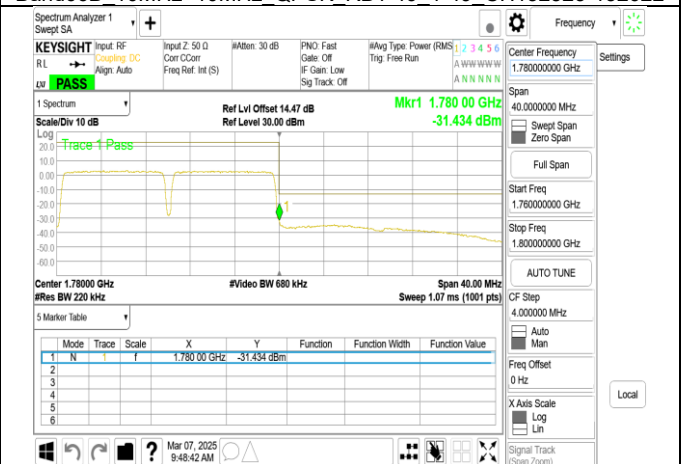 Spectrum Analyzer 1
Swept SA
Frequency
KEYSIGHT
Input: RF
Input Z: 50 Ω
#Atten: 30 dB
PNO: Fast
#Avg Type: Power (RMS
1 2 3 4 5 6
RL
Coupling: DC
Corr CCorr
Gate: Off
Trig: Free Run
A WW WW W
Align: Auto
Freq Ref: Int (S)
IF Gain: Low
Sig Track: Off
A N N N N N
LXI
PASS
Center Frequency
1.780000000 GHz
Settings
1 Spectrum
Ref Lvl Offset 14.47 dB
Mkr1 1.780 00 GHz
Scale/Div 10 dB
Ref Level 30.00 dBm
-31.434 dBm
Span
40.0000000 MHz
Swept Span
Zero Span
Log
Trace 1 Pass
20.0
10.0
0.00
-10.0
-20.0
-30.0
-40.0
-50.0
-60.0
1
Full Span
Start Freq
1.760000000 GHz
Stop Freq
1.800000000 GHz
AUTO TUNE
Center 1.78000 GHz
#Video BW 680 kHz
Span 40.00 MHz
#Res BW 220 kHz
Sweep 1.07 ms (1001 pts)
CF Step
4.000000 MHz
Auto
Man
5 Marker Table
Mode Trace Scale X Y Function Function Width Function Value
1 N 1 f 1.780 00 GHz -31.434 dBm
2
3
4
5
6
Freq Offset
0 Hz
X Axis Scale
Log
Lin
Local
Signal Track
(Span Zoom)
?
Mar 07, 2025
9:48:42 AM